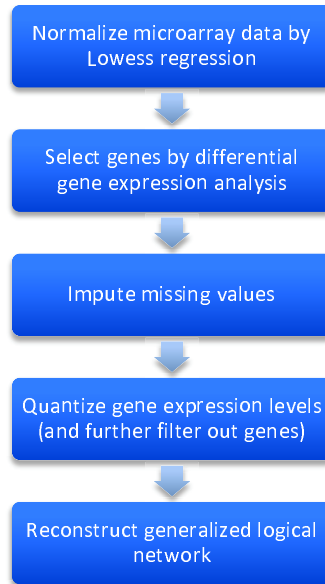 Normalize microarray data by
Lowess regression
Select genes by differential
gene expression analysis
Impute missing values
Quantize gene expression levels
(and further filter out genes)
Reconstruct generalized logical
network